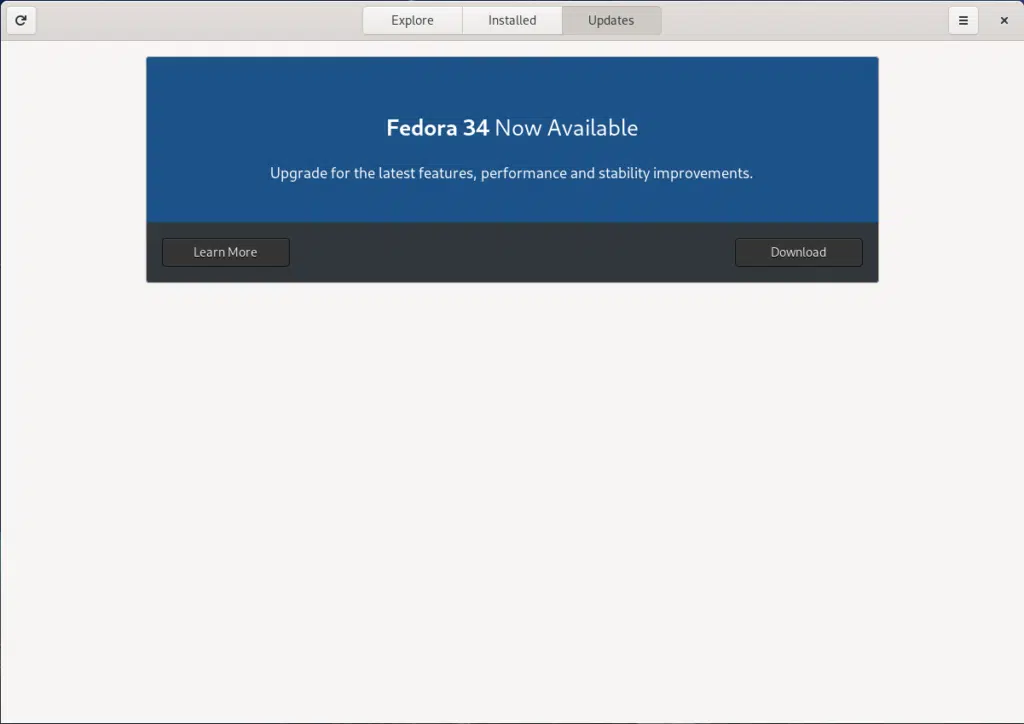 Explore Installed Updates
Fedora 34 Now Available
Upgrade for the latest features, performance and stability improvements.
Learn More Download